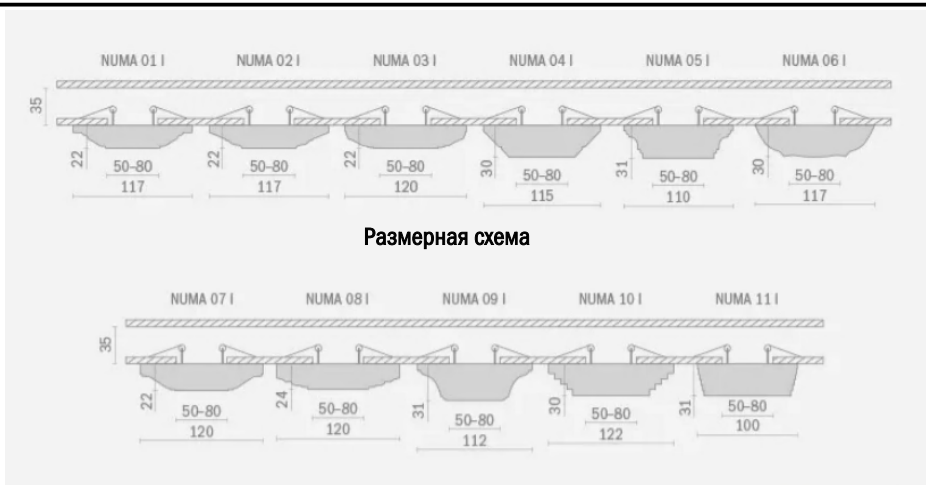 NUMA 01 I NUMA 02 I NUMA 03 I NUMA 04 I NUMA 05 I NUMA 06 I
35
22 22 22 30 31 30
50-80 50-80 50-80 50-80 50-80 50-80
117 117 120 115 110 117
Размерная схема
NUMA 07 I NUMA 08 I NUMA 09 I NUMA 10 I NUMA 11 I
35
22 24 31 30 31
50-80 50-80 50-80 50-80 50-80
120 120 112 122 100